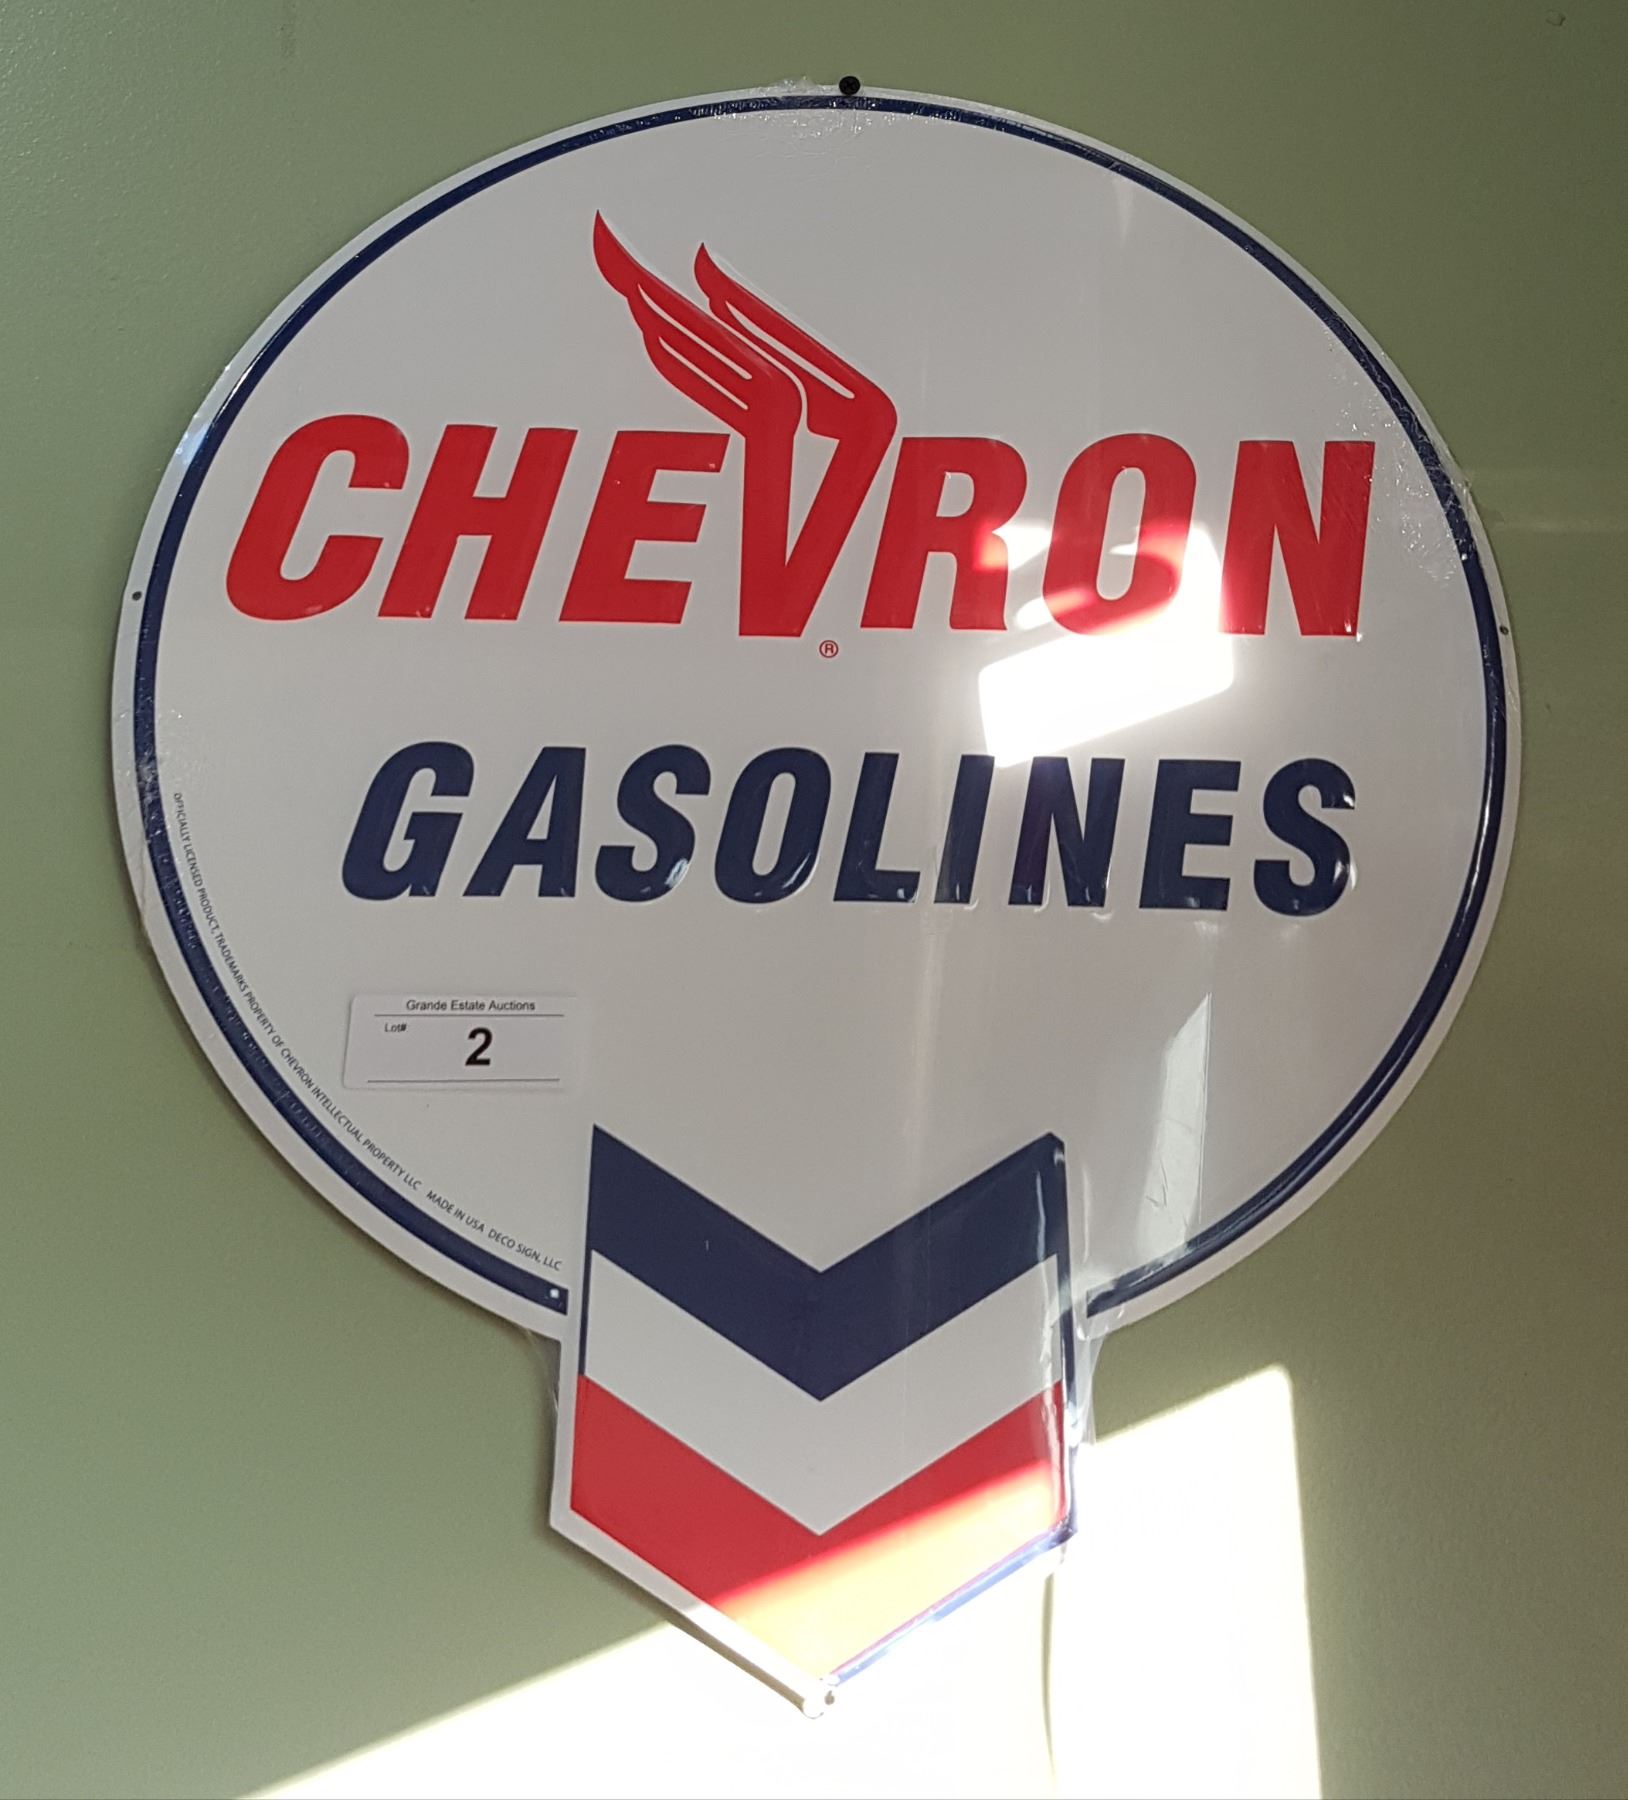 CHEVRON
®
GASOLINES
OFFICIALLY LICENSED PRODUCT, TRADEMARKS PROPERTY OF CHEVRON INTELLECTUAL PROPERTY LLC MADE IN USA DECO SIGN, LLC
Grande Estate Auctions
Lot#
2